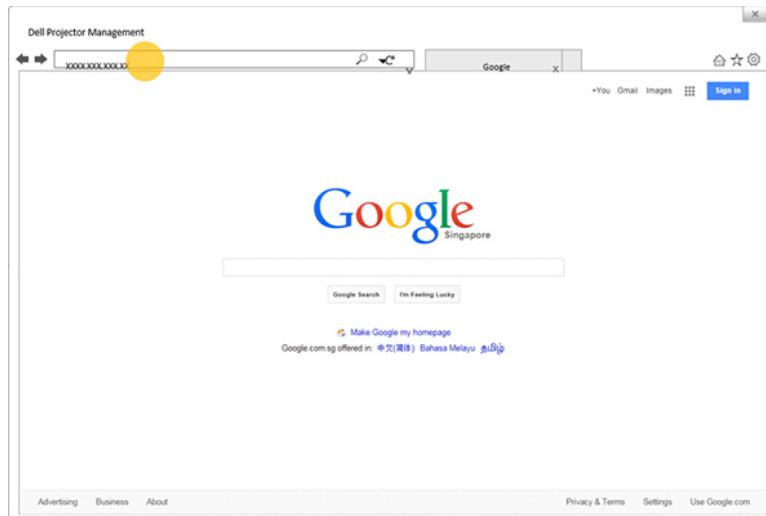 Dell Projector Management
xxxx.xxx.xxx.xx
Google
x
+You Gmail Images Sign in
Google
Singapore
Google Search I'm Feeling Lucky
Make Google my homepage
Google.com.sg offered in: 中文(简体) Bahasa Melayu தமிழ்
Advertising Business About Privacy & Terms Settings Use Google.com